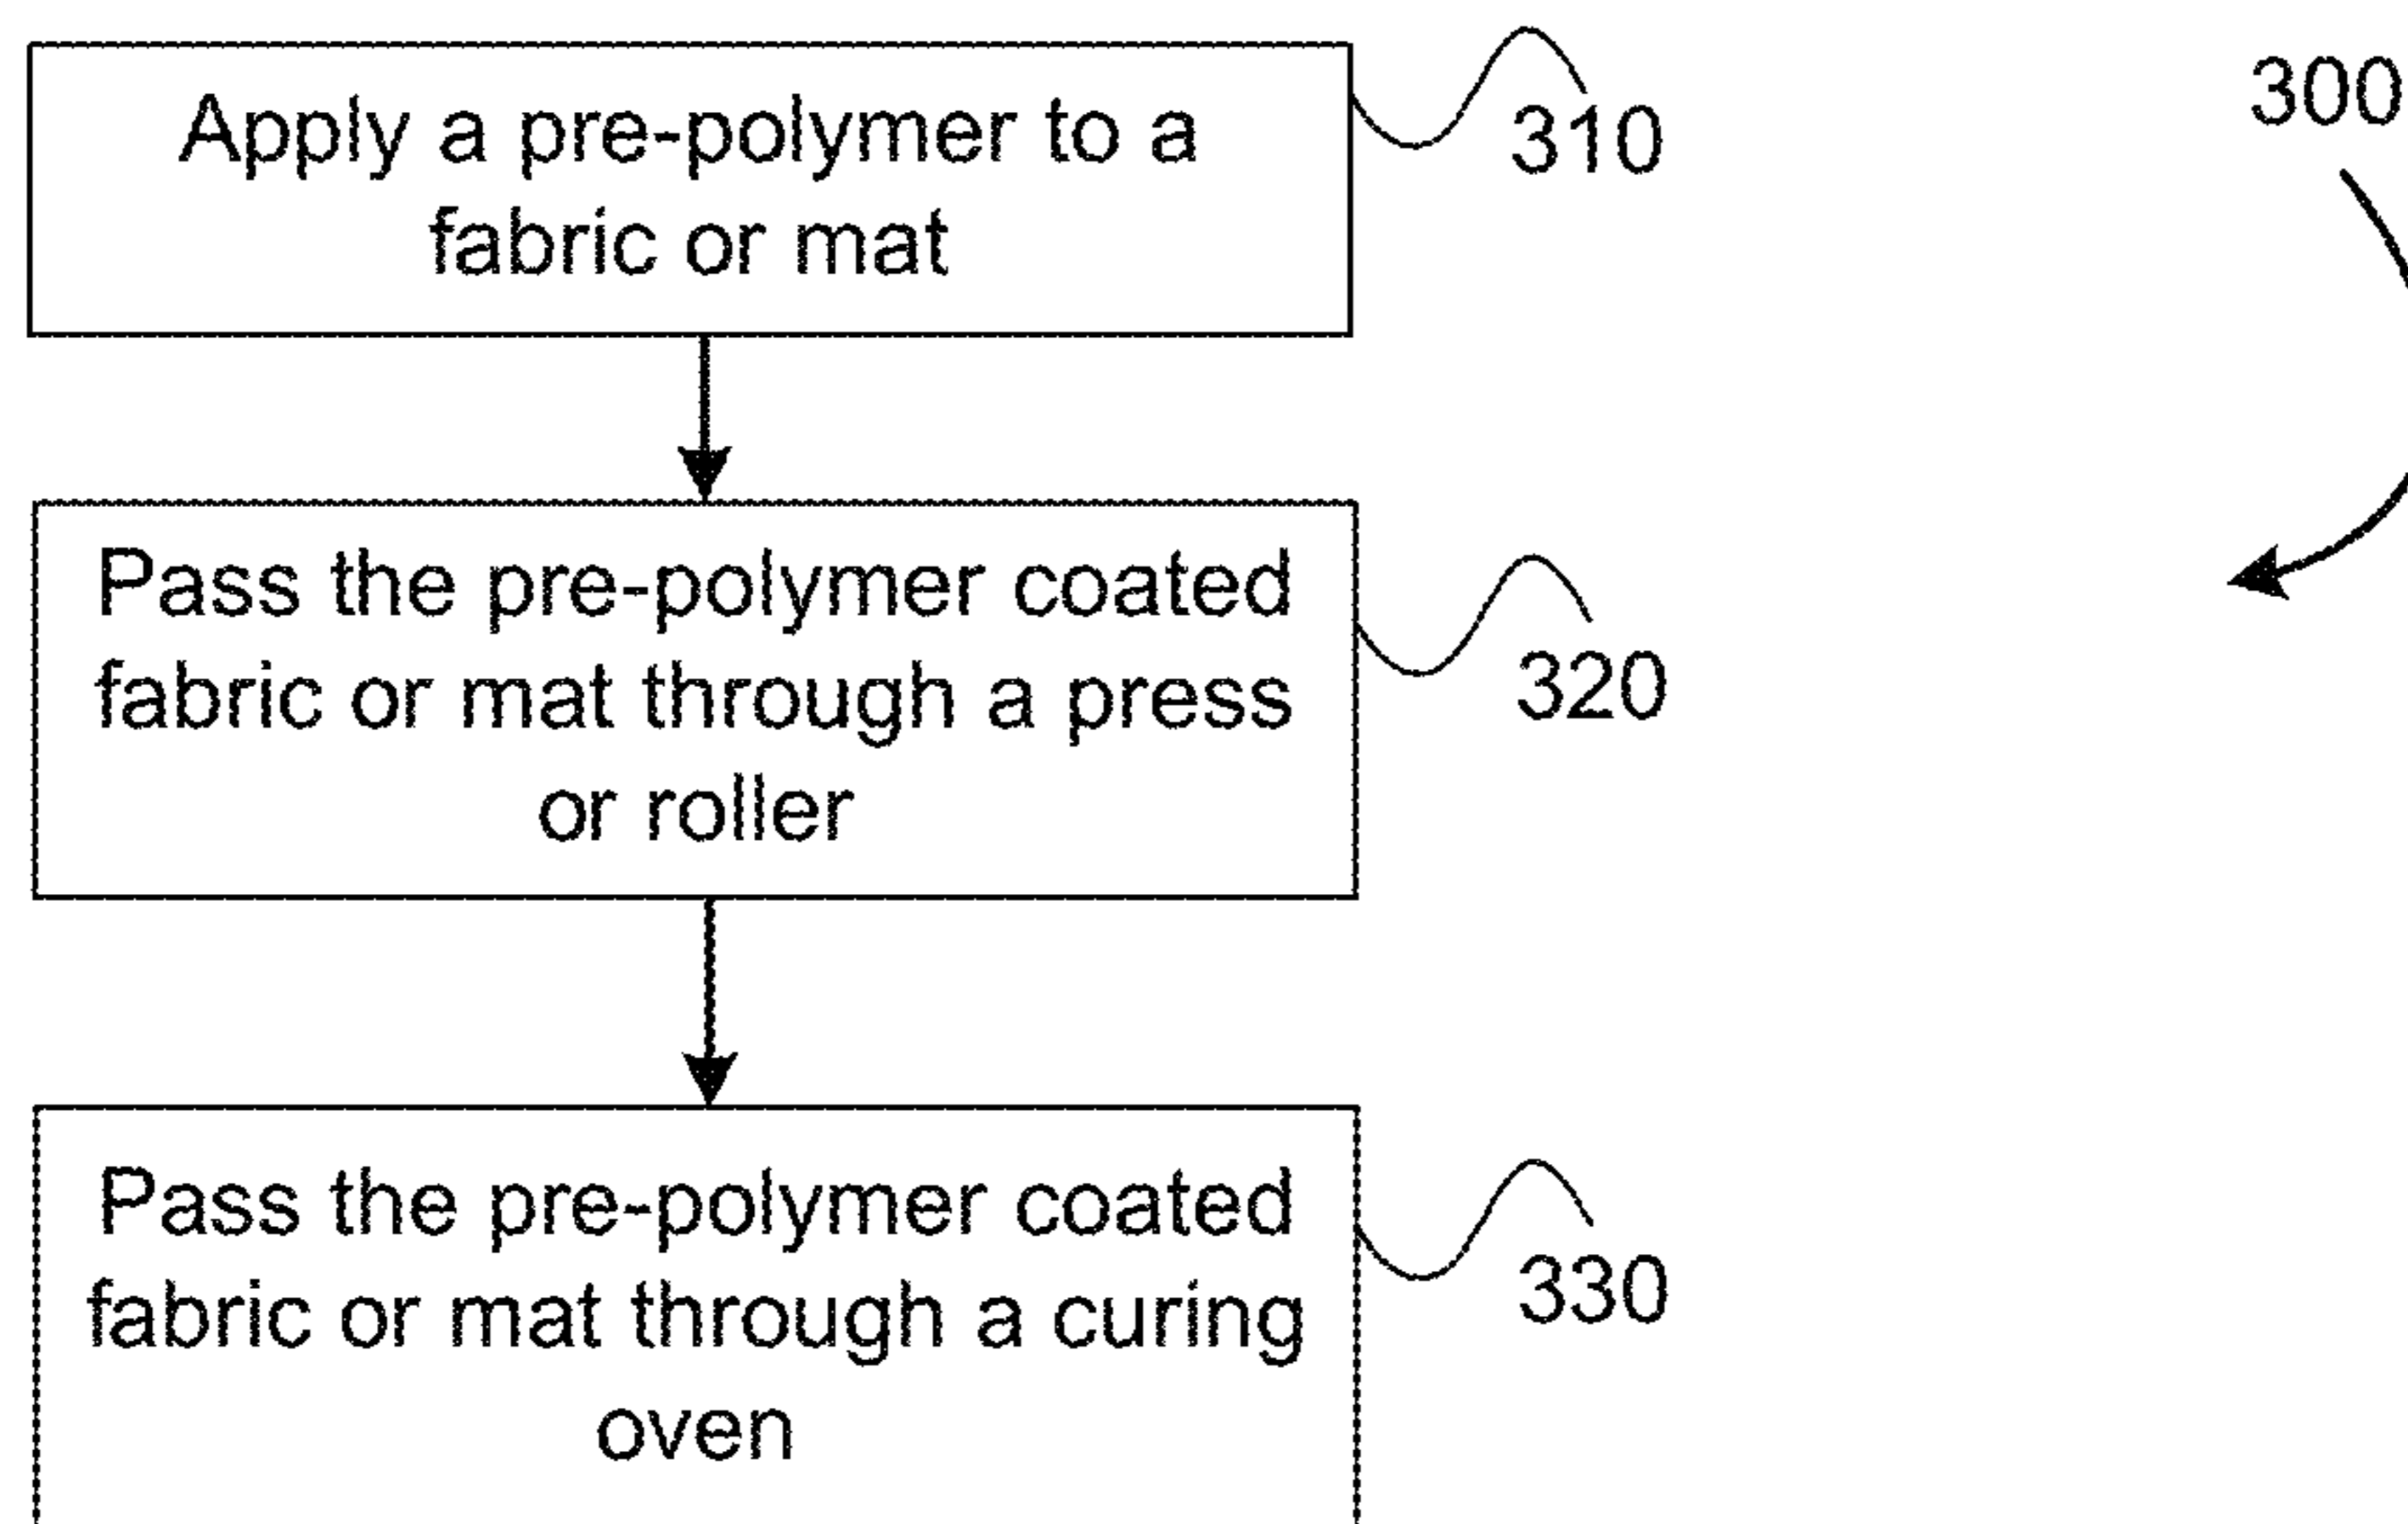 Apply a pre-polymer to a
fabric or mat
310
300
Pass the pre-polymer coated
fabric or mat through a press
or roller
320
Pass the pre-polymer coated
fabric or mat through a curing
oven
330